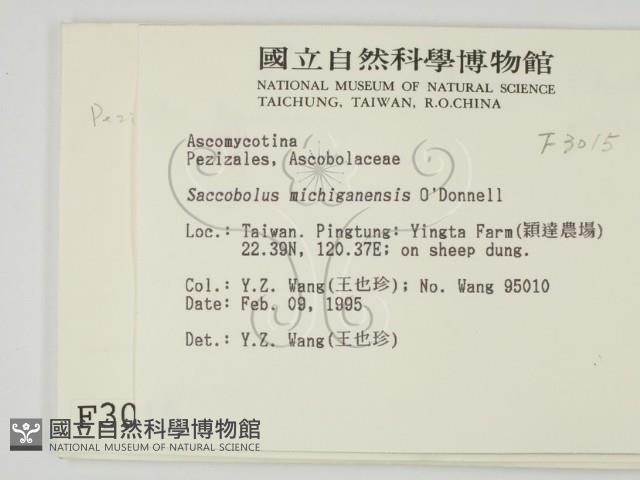 國立自然科學博物館
NATIONAL MUSEUM OF NATURAL SCIENCE
TAICHUNG, TAIWAN, R.O.CHINA
Pezi
F3015
Ascomycotina
Pezizales, Ascobolaceae
Saccobolus michiganensis O'Donnell
Loc.: Taiwan. Pingtung: Yingta Farm(穎達農場)
22.39N, 120.37E; on sheep dung.
Col.: Y.Z. Wang(王也珍); No. Wang 95010
Date: Feb. 09, 1995
Det.: Y.Z. Wang(王也珍)
F30
國立自然科學博物館
NATIONAL MUSEUM OF NATURAL SCIENCE